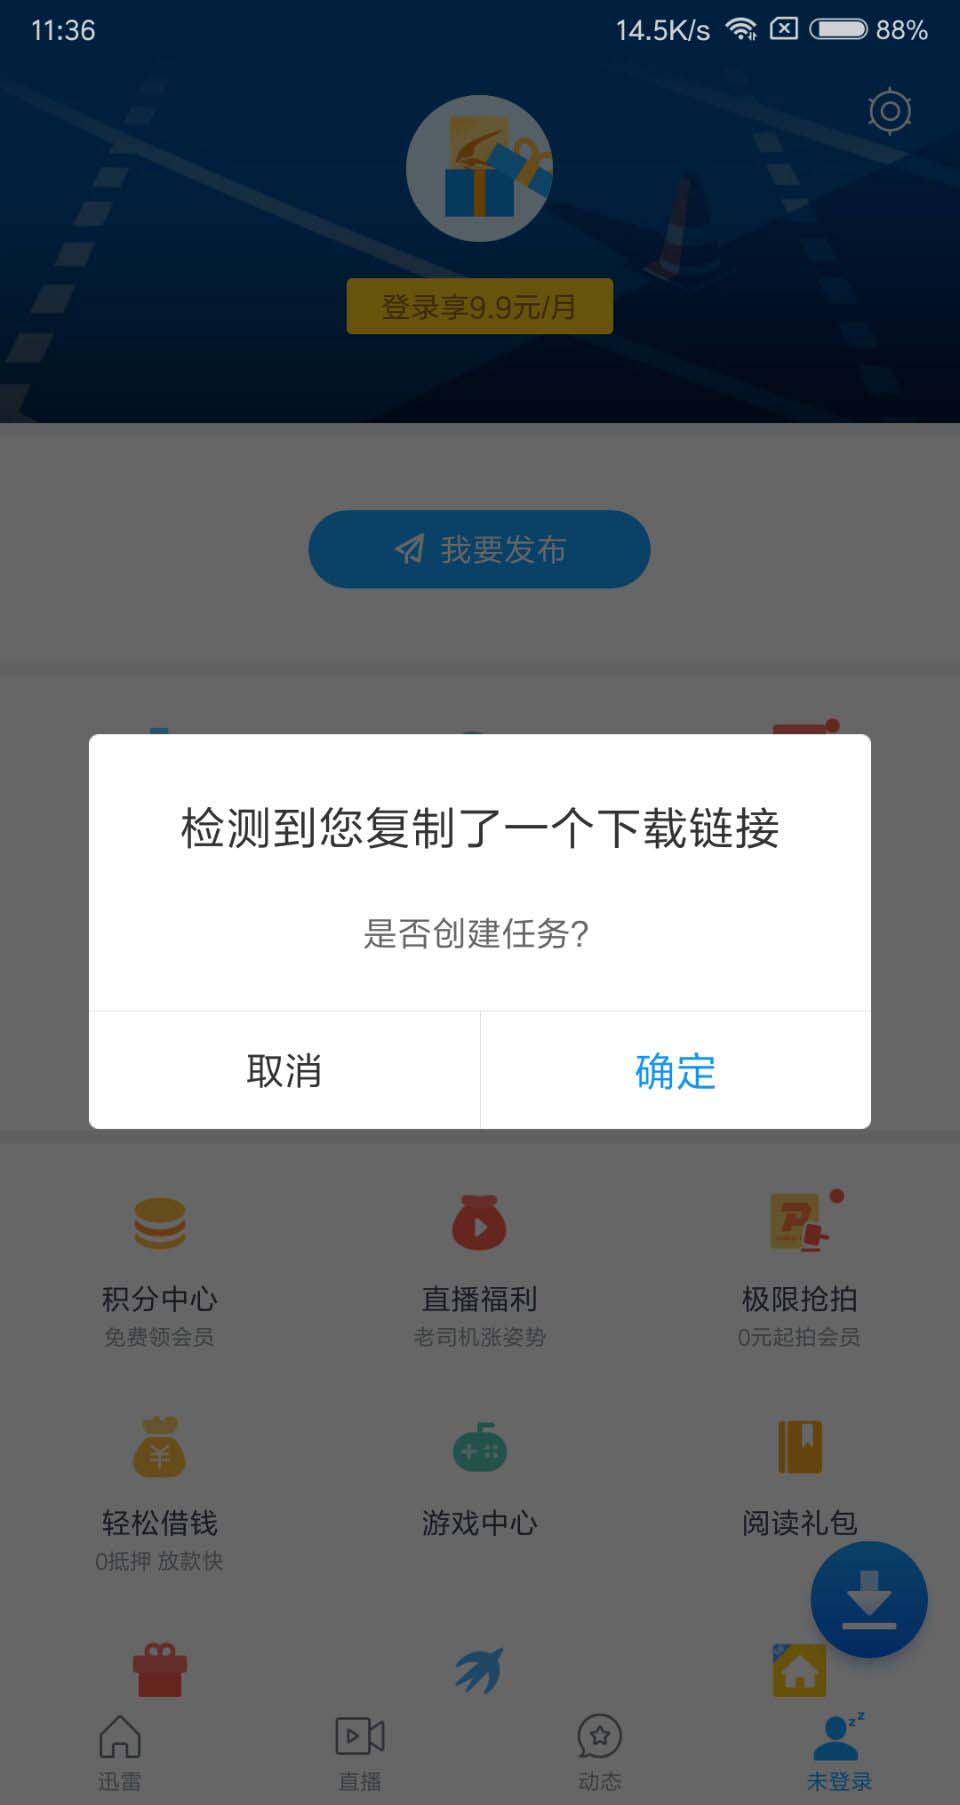 11:36
14.5K/s
88%
登录享9.9元/月
我要发布
检测到您复制了一个下载链接
是否创建任务?
取消
确定
积分中心
直播福利
极限抢拍
免费领会员
老司机涨姿势
0元起拍会员
轻松借钱
游戏中心
阅读礼包
0抵押 放款快
迅雷
直播
动态
未登录